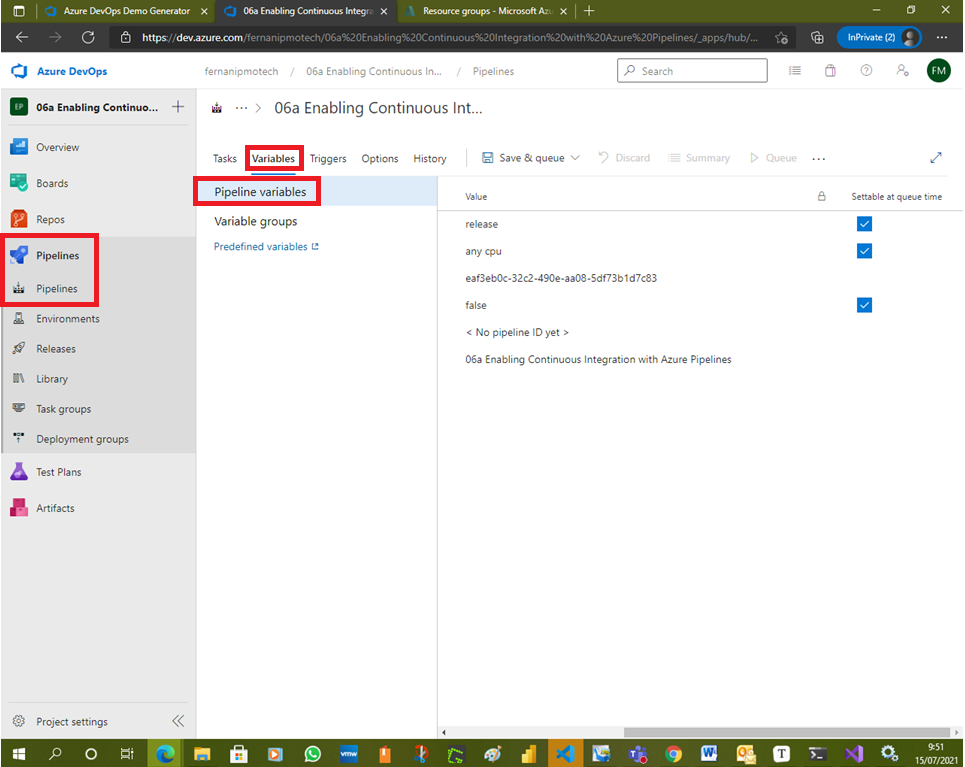 Azure DevOps Demo Generator
06a Enabling Continuous Integra
Resource groups - Microsoft Azu
https://dev.azure.com/fernanipmotech/06a%20Enabling%20Continuous%20Integration%20with%20Azure%20Pipelines/_apps/hub/...
InPrivate (2)
Azure DevOps
fernanipmotech / 06a Enabling Continuous In... / Pipelines
Search
FM
EP
06a Enabling Continuo...
06a Enabling Continuous Int...
Overview
Boards
Repos
Pipelines
Pipelines
Environments
Releases
Library
Task groups
Deployment groups
Test Plans
Artifacts
Project settings
Tasks Variables Triggers Options History Save & queue Discard Summary Queue ...
Pipeline variables
Variable groups
Predefined variables
Value Settable at queue time
release
any cpu
eaf3eb0c-32c2-490e-aa08-5df73b1d7c83
false
< No pipeline ID yet >
06a Enabling Continuous Integration with Azure Pipelines
vmw
T
9:51
15/07/2021